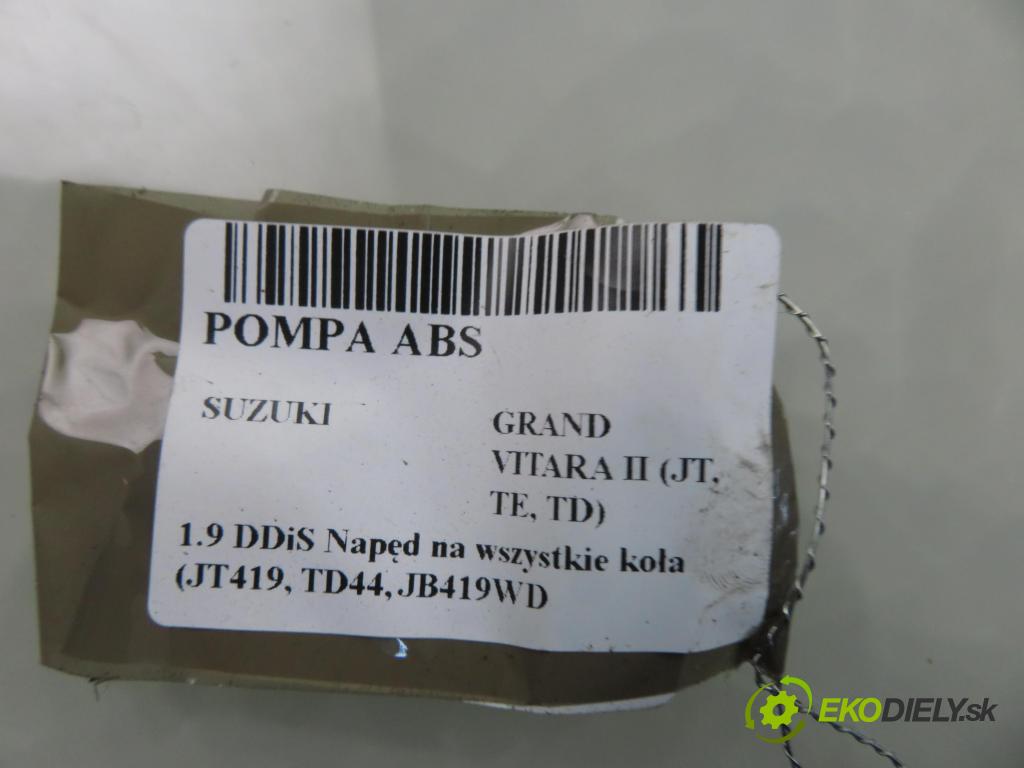 POMPA ABS
SUZUKI
GRAND
VITARA II (JT,
TE, TD)
1.9 DDiS Napęd na wszystkie koła
(JT419, TD44, JB419WD
EKODIELY.sk